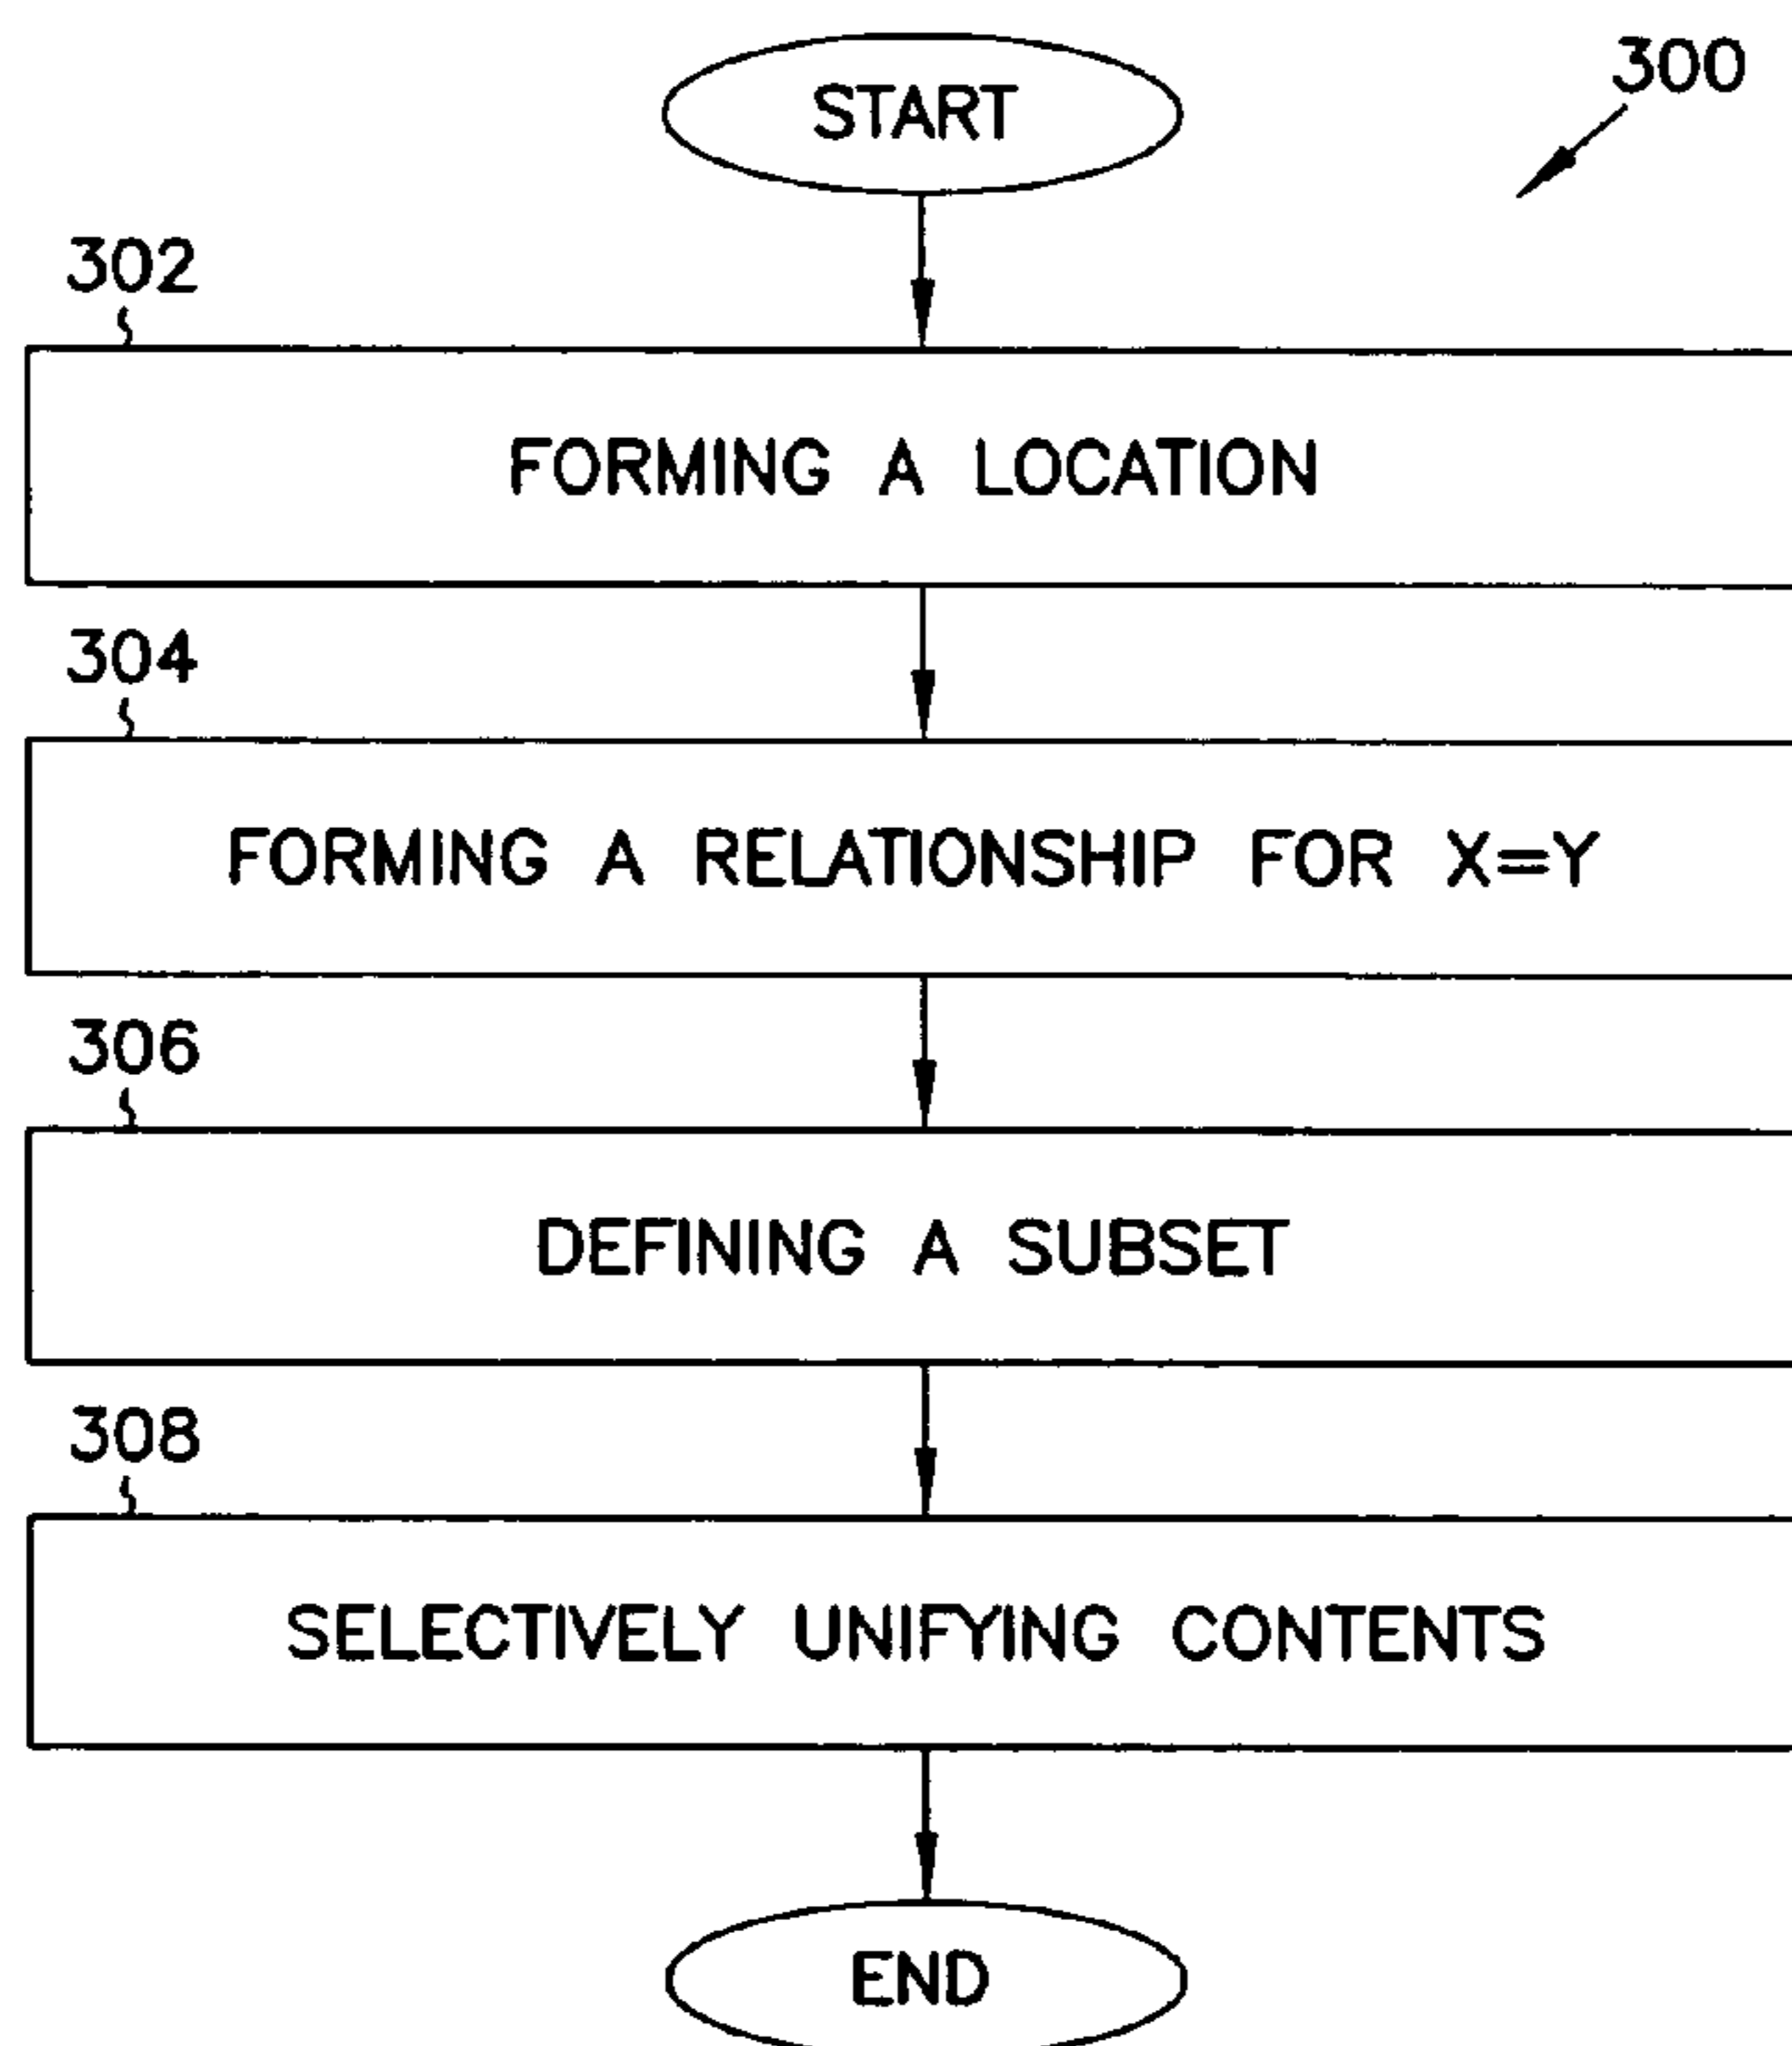 START
300
302
FORMING A LOCATION
304
FORMING A RELATIONSHIP FOR X=Y
306
DEFINING A SUBSET
308
SELECTIVELY UNIFYING CONTENTS
END